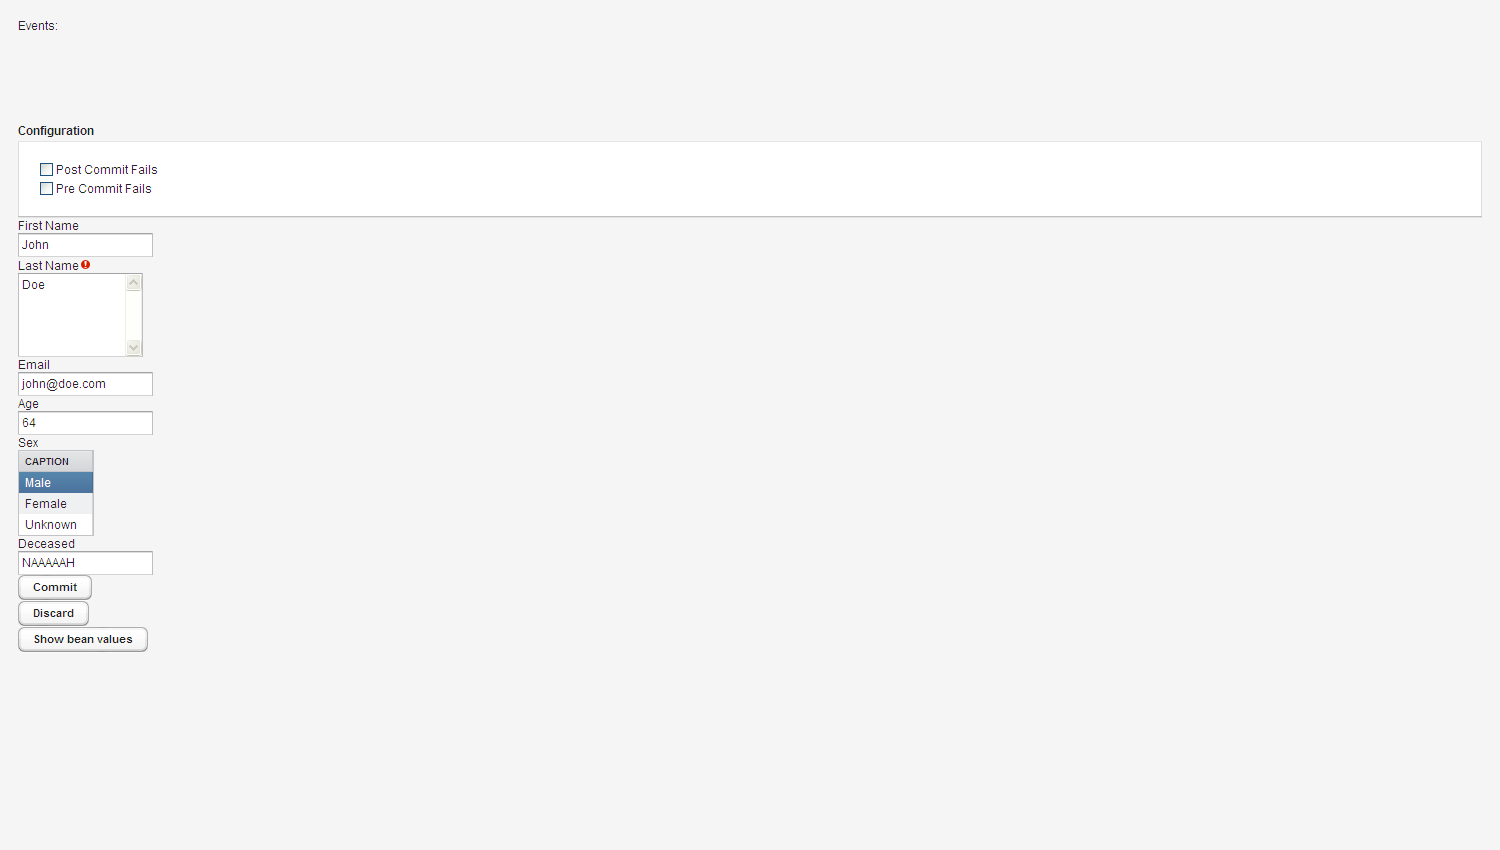 Events:
Configuration
Post Commit Fails
Pre Commit Fails
First Name
John
Last Name
Doe
Email
john@doe.com
Age
64
Sex
CAPTION
Male
Female
Unknown
Deceased
NAAAAAH
Commit
Discard
Show bean values